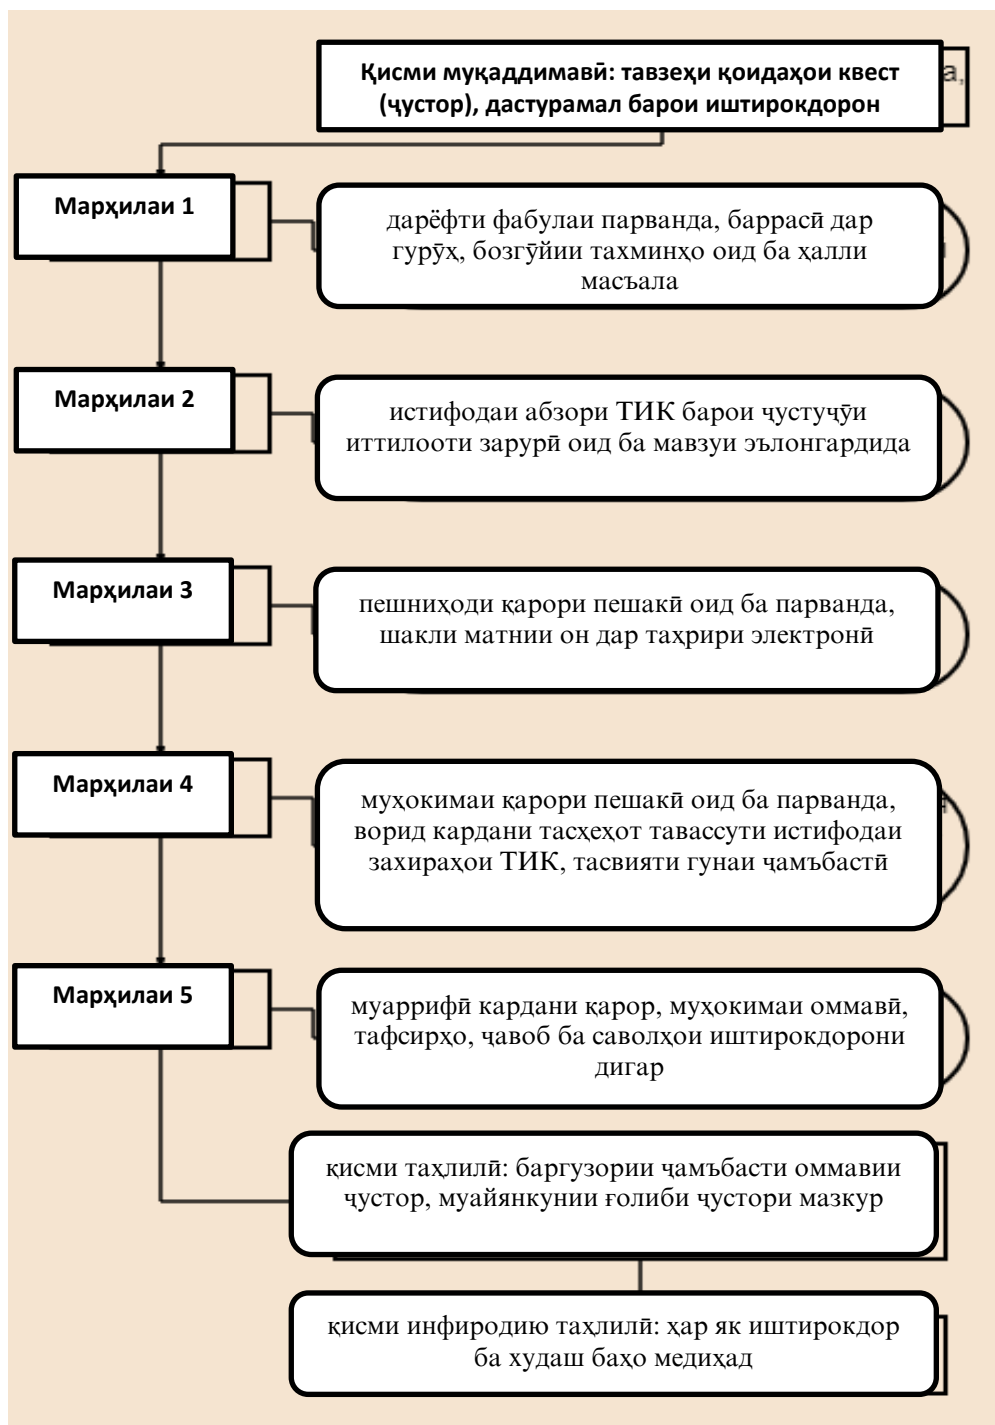 Қисми муқаддимавӣ: тавзеҳи қоидаҳои квест
(ҷустор), дастурамал барои иштирокдорон
Марҳилаи 1
дарёфти фабулаи парванда, баррасӣ дар
гурӯҳ, бозгӯйии тахминҳо оид ба ҳалли
масъала
Марҳилаи 2
истифодаи абзори ТИК барои ҷустуҷӯи
иттилооти зарурӣ оид ба мавзуи эълонгардида
Марҳилаи 3
пешниҳоди қарори пешакӣ оид ба парванда,
шакли матнии он дар таҳрири электронӣ
Марҳилаи 4
муҳокимаи қарори пешакӣ оид ба парванда,
ворид кардани тасҳеҳот тавассути истифодаи
захираҳои ТИК, тасвияти гунаи ҷамъбастӣ
Марҳилаи 5
муаррифӣ кардани қарор, муҳокимаи оммавӣ,
тафсирҳо, ҷавоб ба саволҳои иштирокдорони
дигар
қисми таҳлилӣ: баргузории ҷамъбасти оммавии
ҷустор, муайянкунии ғолиби ҷустори мазкур
қисми инфиродию таҳлилӣ: ҳар як иштирокдор
ба худаш баҳо медиҳад